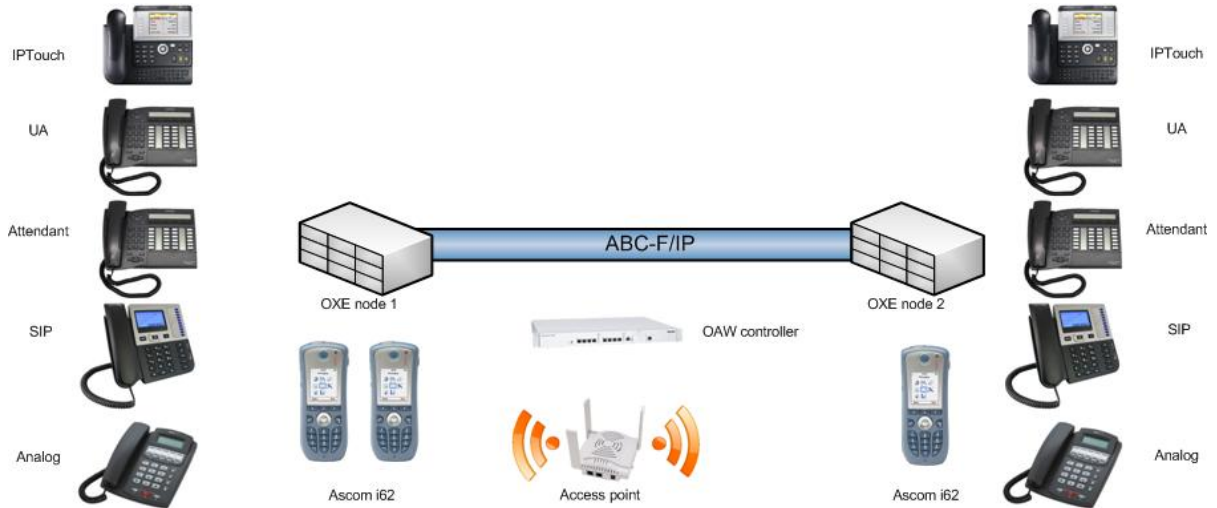 IPTouch
IPTouch
UA
UA
Attendant
Attendant
ABC-F/IP
OXE node 1
OXE node 2
SIP
SIP
OAW controller
Analog
Analog
Ascom i62
Access point
Ascom i62